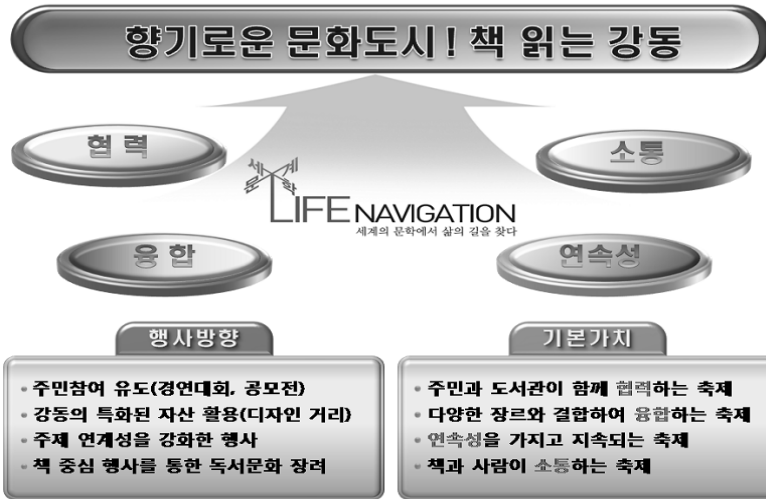 향기로운 문화도시! 책 읽는 강동
협력
소통
세계
문학
LIFE NAVIGATION
세계의 문학에서 삶의 길을 찾다
융합
연속성
행사방향
• 주민참여 유도(경연대회, 공모전)
• 강동의 특화된 자산 활용(디자인 거리)
• 주제 연계성을 강화한 행사
• 책 중심 행사를 통한 독서문화 장려
기본가치
• 주민과 도서관이 함께 협력하는 축제
• 다양한 장르와 결합하여 융합하는 축제
• 연속성을 가지고 지속되는 축제
• 책과 사람이 소통하는 축제